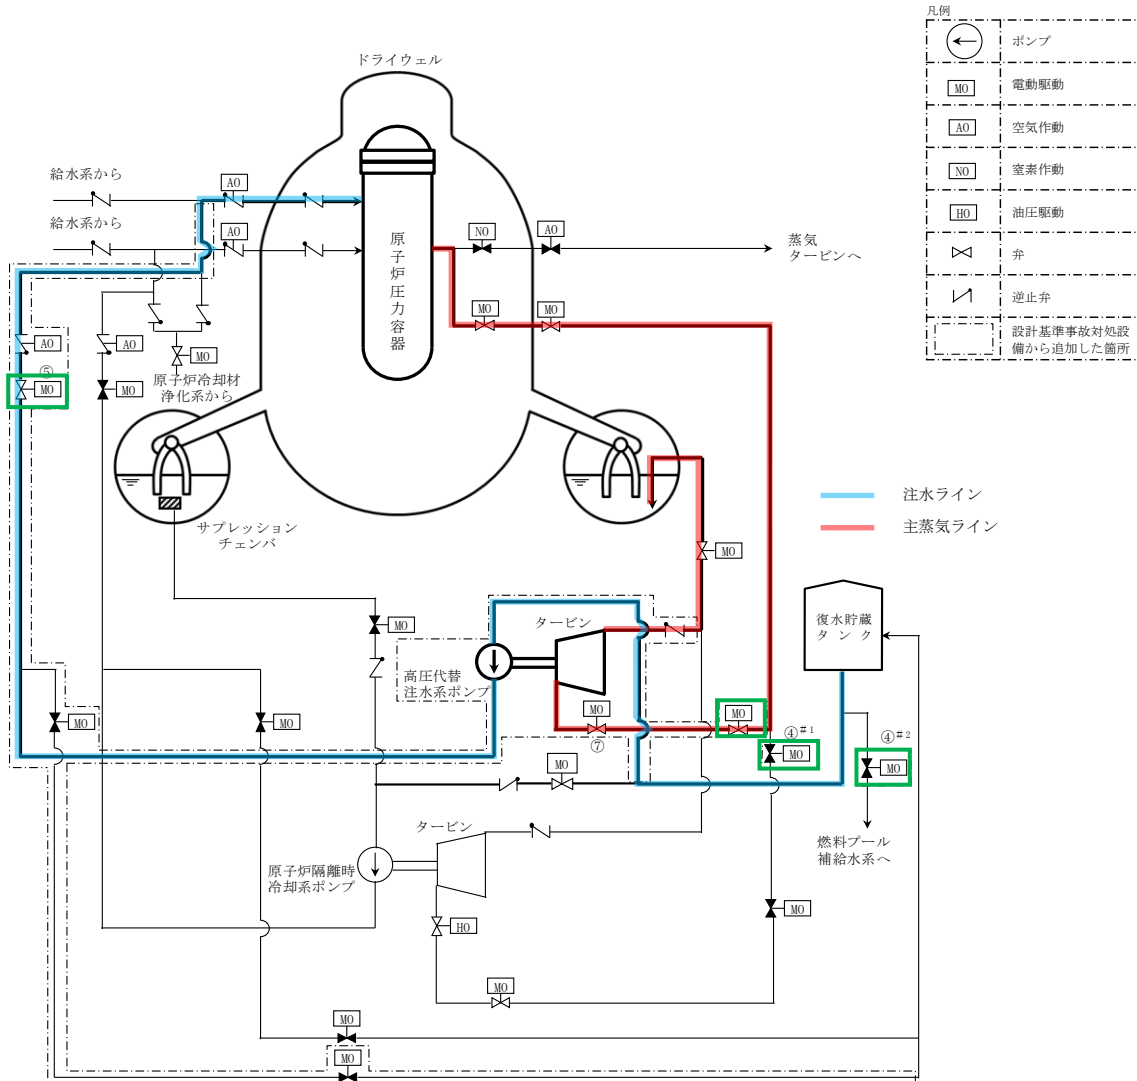 凡例
ポンプ
MO
電動駆動
AO
空気作動
NO
窒素作動
HO
油圧駆動
弁
逆止弁
設計基準事故対処設
備から追加した箇所
ドライウェル
給水系から
AO
給水系から
AO
原子炉圧力容器
NO
AO
蒸気
タービンへ
MO
MO
AO
AO
MO
⑤
MO
MO
原子炉冷却材
浄化系から
サプレッション
チェンバ
注水ライン
主蒸気ライン
MO
復水貯蔵
タンク
MO
タービン
高圧代替
注水系ポンプ
MO
⑦
MO
④#1
MO
④#2
MO
MO
MO
MO
燃料プール
補給水系へ
タービン
原子炉隔離時
冷却系ポンプ
HO
MO
MO
MO
MO